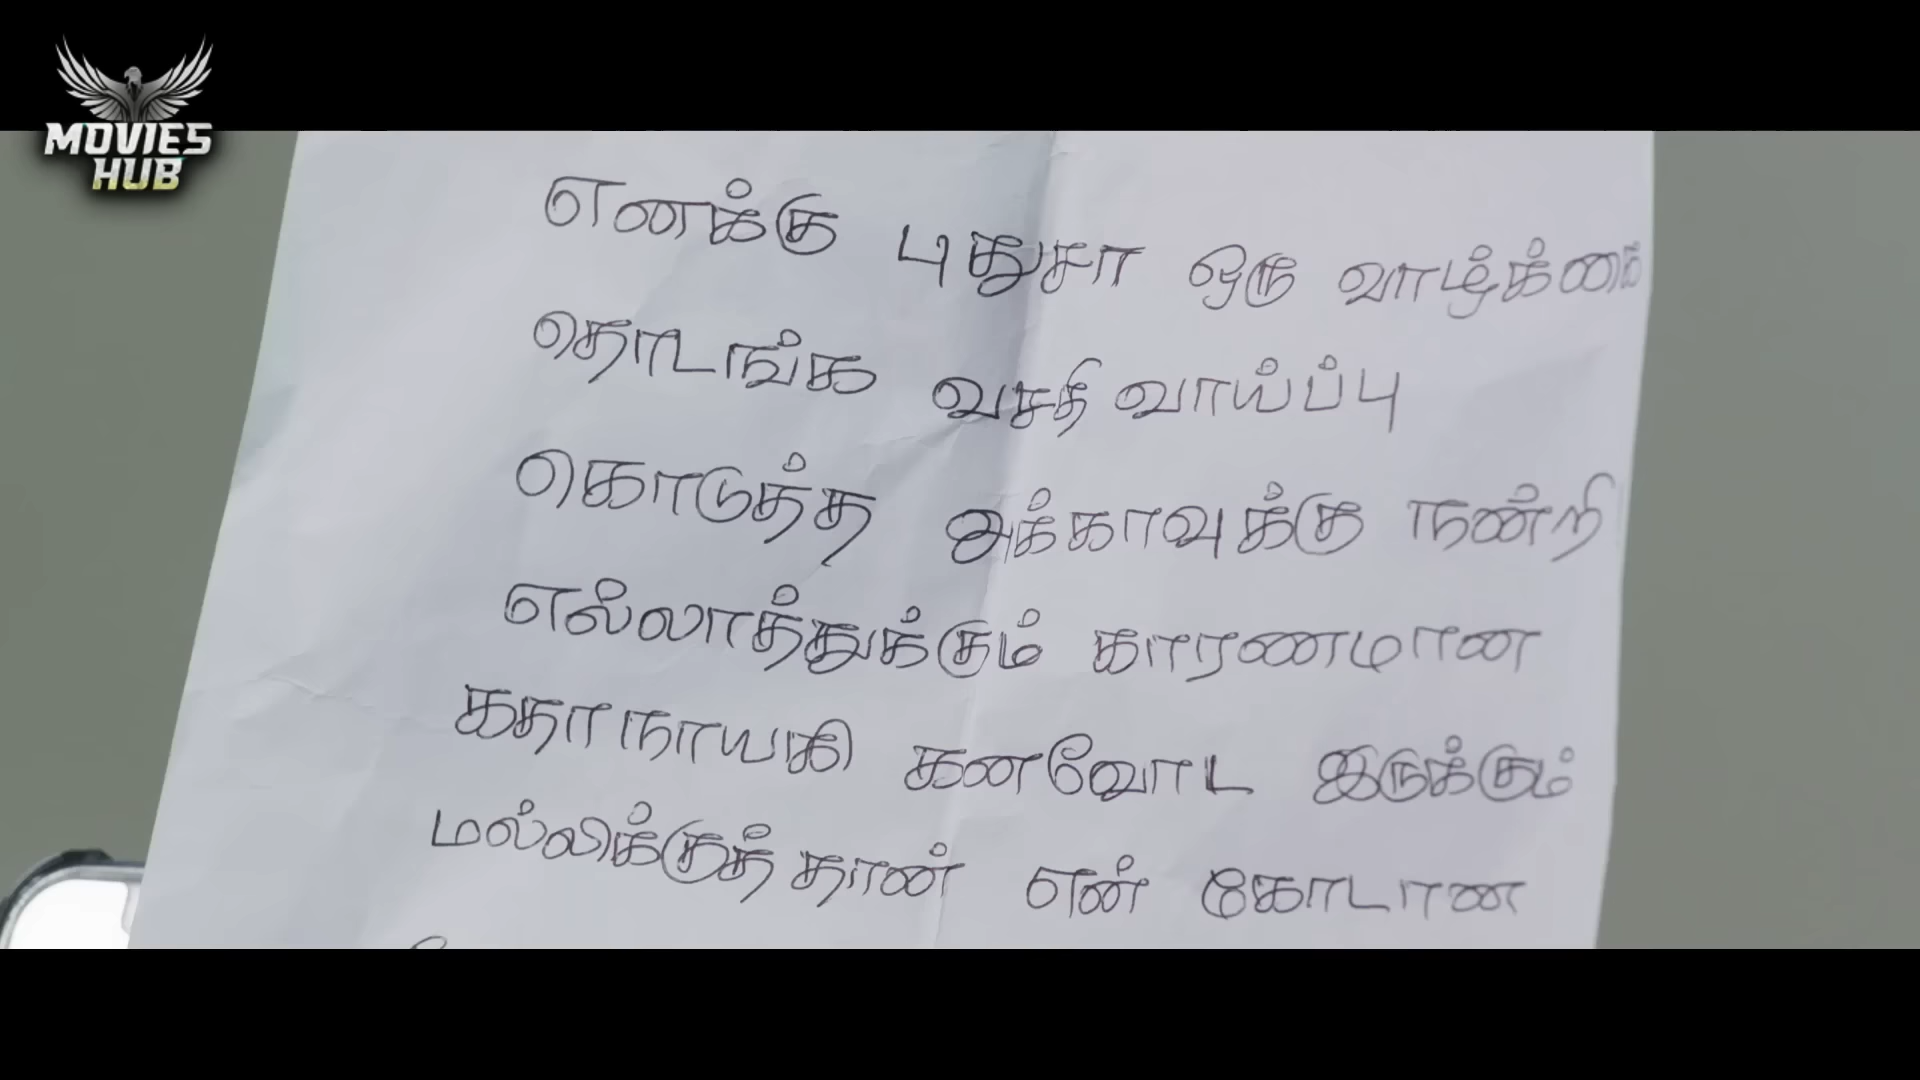 MOVIES
HUB
எனக்கு புதுசா ஒரு வாழ்க்கை
தொடங்க வசதி வாய்ப்பு
கொடுத்த அக்காவுக்கு நன்றி
எல்லாத்துக்கும் காரணமான
கதாநாயகி கனவோட இருக்கும்
மல்லிக்குத் தான் என் கோடான